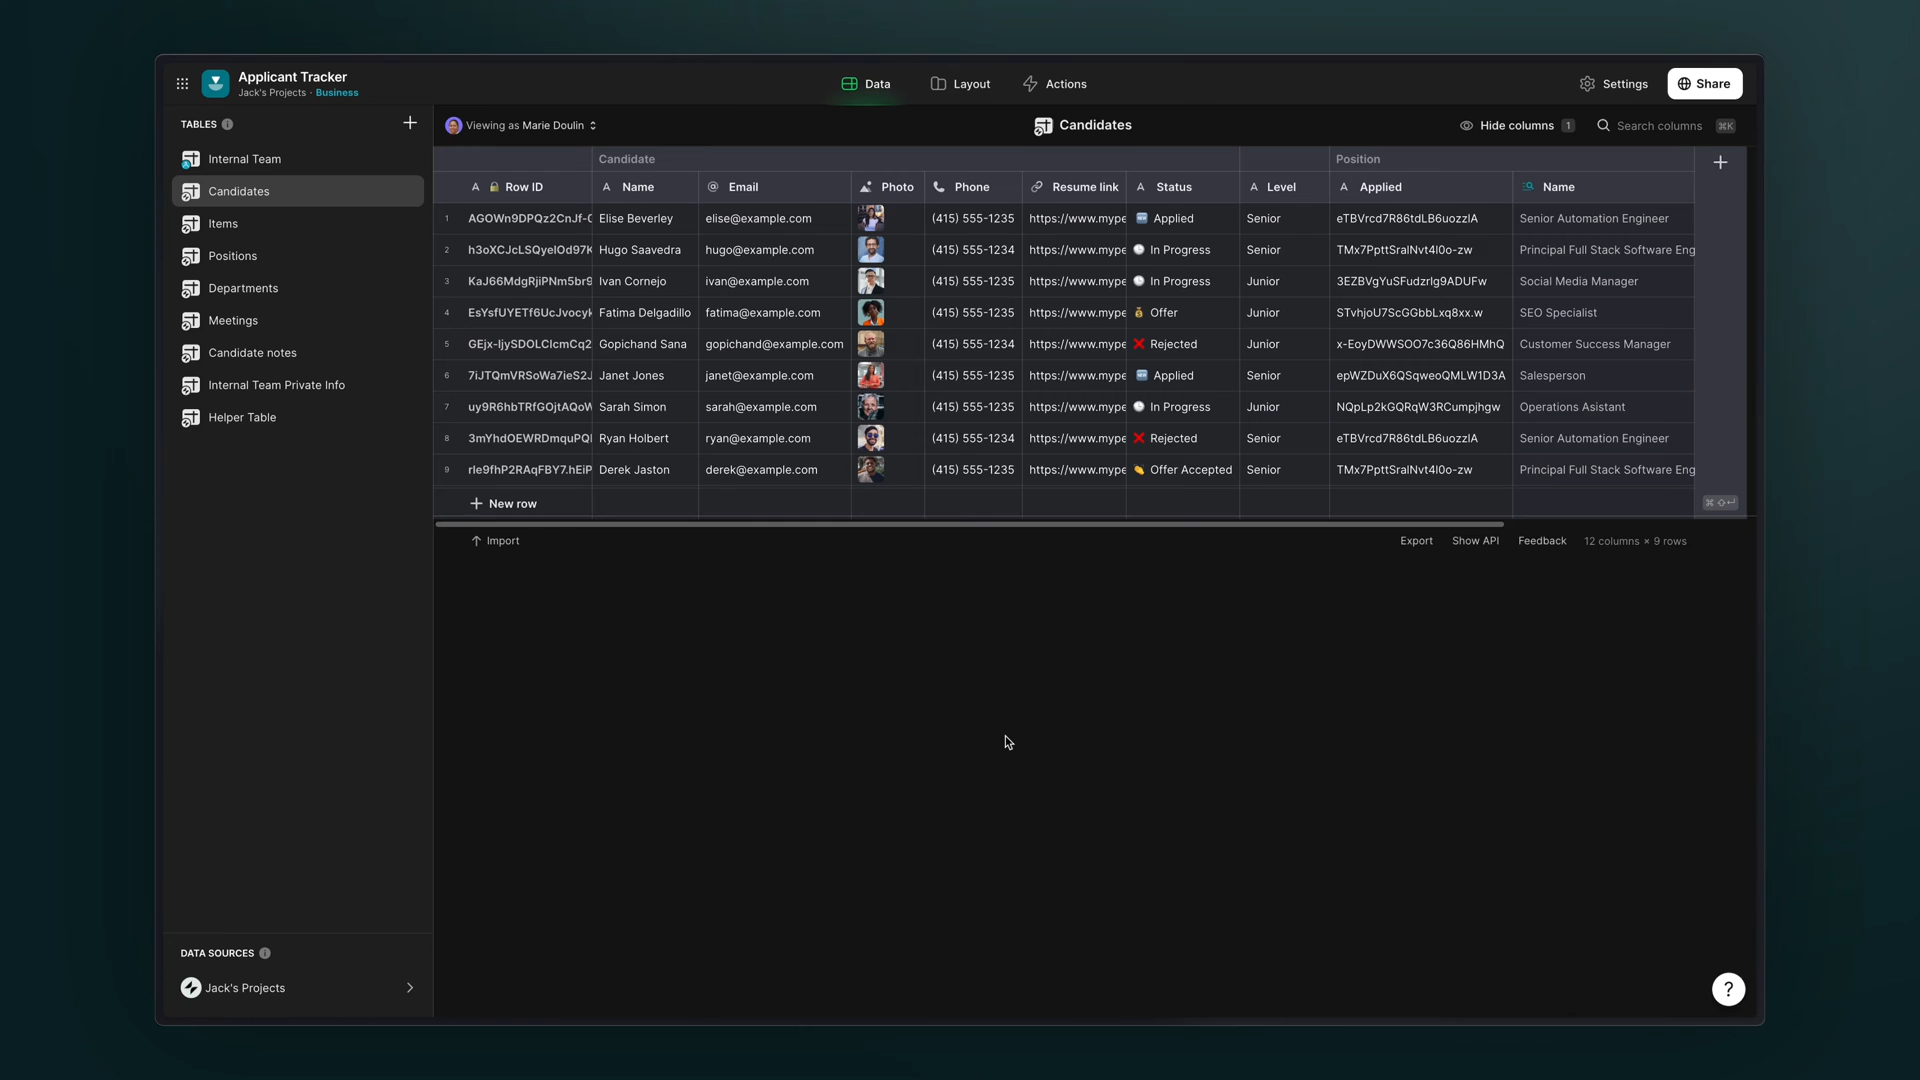 Applicant Tracker
Jack's Projects · Business
Data
Layout
Actions
Settings
Share
TABLES
Internal Team
Candidates
Items
Positions
Departments
Meetings
Candidate notes
Internal Team Private Info
Helper Table
DATA SOURCES
Jack's Projects
Viewing as Marie Doulin
Candidates
Hide columns 1
Search columns ⌘K
Candidate Position
Row ID Name Email Photo Phone Resume link Status Level Applied Name
1 Elise Beverley elise@example.com (415) 555-1235 https://www.mype Applied Senior eTBVrcd7R86tdLB6uozzlA Senior Automation Engineer
2 Hugo Saavedra hugo@example.com (415) 555-1234 https://www.mype In Progress Senior TMx7PpttSralNvt4l0o-zw Principal Full Stack Software Eng
3 Ivan Cornejo ivan@example.com (415) 555-1235 https://www.mype In Progress Junior 3EZBVgYuSFudzrlg9ADUFw Social Media Manager
4 Fatima Delgadillo fatima@example.com (415) 555-1235 https://www.mype Offer Junior STvhjoU7ScGGbbLxq8xx.w SEO Specialist
5 Gopichand Sana gopichand@example.com (415) 555-1234 https://www.mype Rejected Junior x-EoyDWWSOO7c36Q86HMhQ Customer Success Manager
6 Janet Jones janet@example.com (415) 555-1235 https://www.mype Applied Senior epWZDuX6QSqweoQMLW1D3A Salesperson
7 Sarah Simon sarah@example.com (415) 555-1235 https://www.mype In Progress Junior NQpLp2kGQRqW3RCumpjhgw Operations Asistant
8 Ryan Holbert ryan@example.com (415) 555-1234 https://www.mype Rejected Senior eTBVrcd7R86tdLB6uozzlA Senior Automation Engineer
9 Derek Jaston derek@example.com (415) 555-1235 https://www.mype Offer Accepted Senior TMx7PpttSralNvt4l0o-zw Principal Full Stack Software Eng
New row
Import
Export
Show API
Feedback
12 columns × 9 rows
?